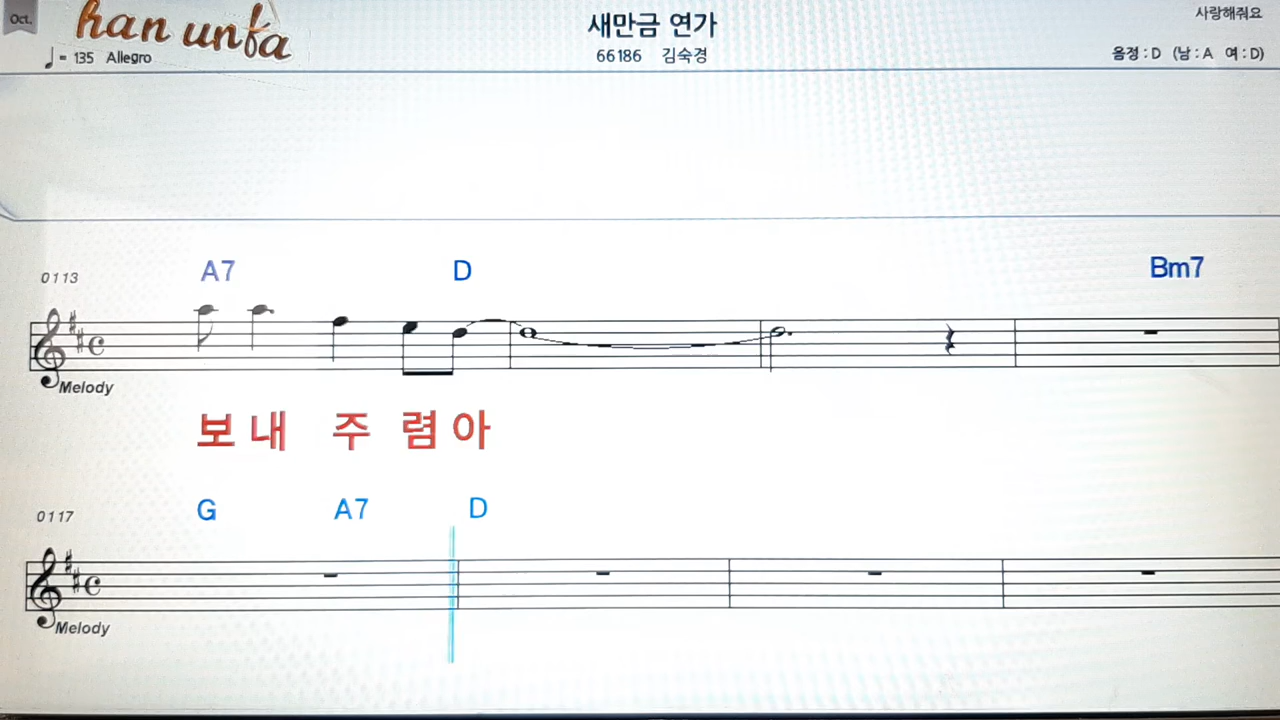 Oct.
han unfa
새만금 연가
사랑해줘요
♩= 135 Allegro
66186 김숙경
음정 : D (남 : A 여 : D)
0113
A7 D Bm7
Melody
보 내 주 렴 아
0117
G A7 D
Melody